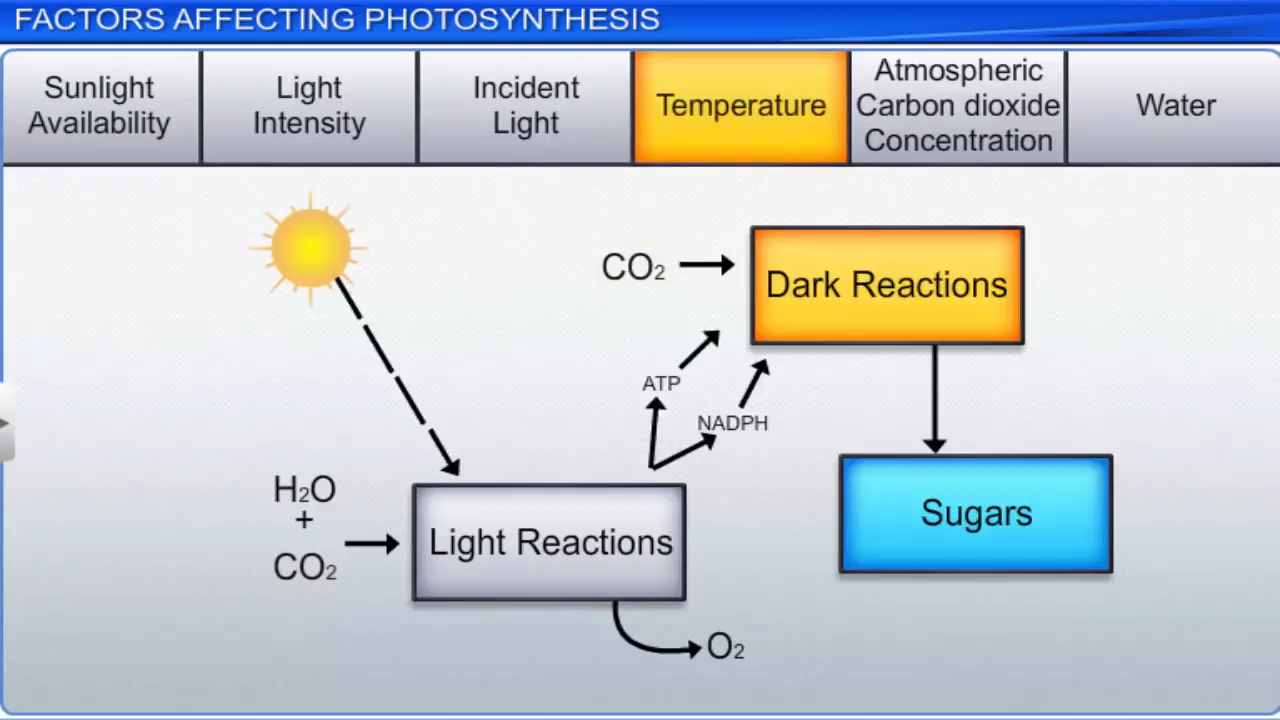 FACTORS AFFECTING PHOTOSYNTHESIS
Sunlight
Availability
Light
Intensity
Incident
Light
Temperature
Atmospheric
Carbon dioxide
Concentration
Water
CO₂
Dark Reactions
ATP
NADPH
H₂O
+
CO₂
Light Reactions
Sugars
O₂